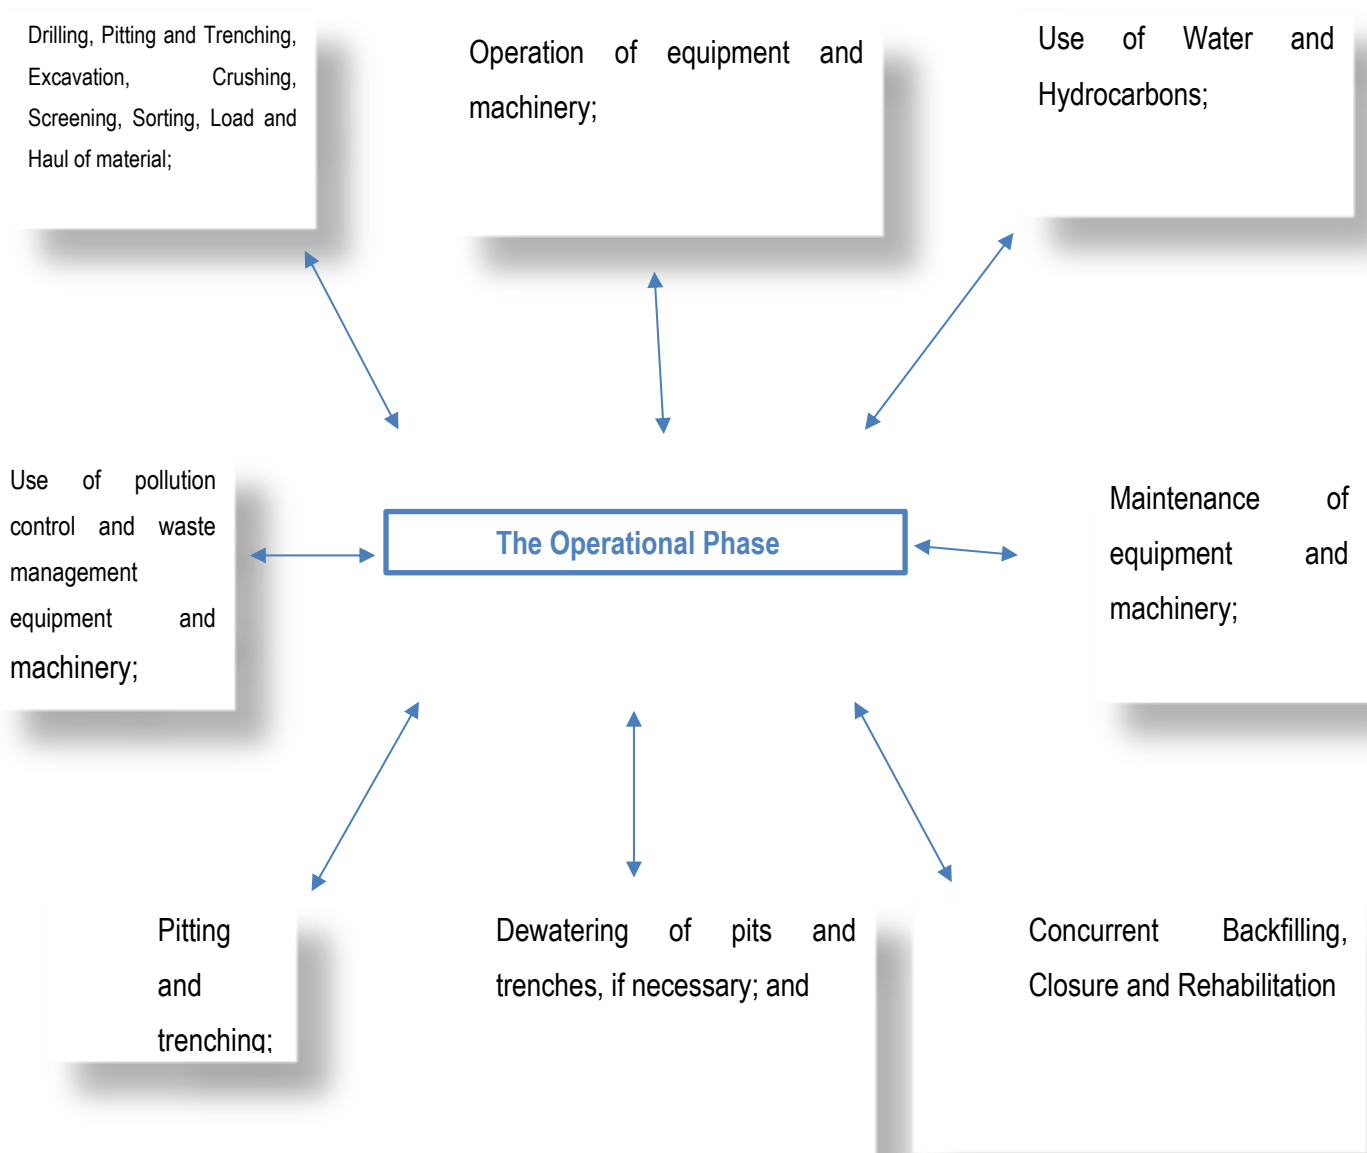 Drilling, Pitting and Trenching,
Excavation, Crushing,
Screening, Sorting, Load and
Haul of material;
Operation of equipment and
machinery;
Use of Water and
Hydrocarbons;
Use of pollution
control and waste
management
equipment and
machinery;
The Operational Phase
Maintenance of
equipment and
machinery;
Pitting
and
trenching;
Dewatering of pits and
trenches, if necessary; and
Concurrent Backfilling,
Closure and Rehabilitation